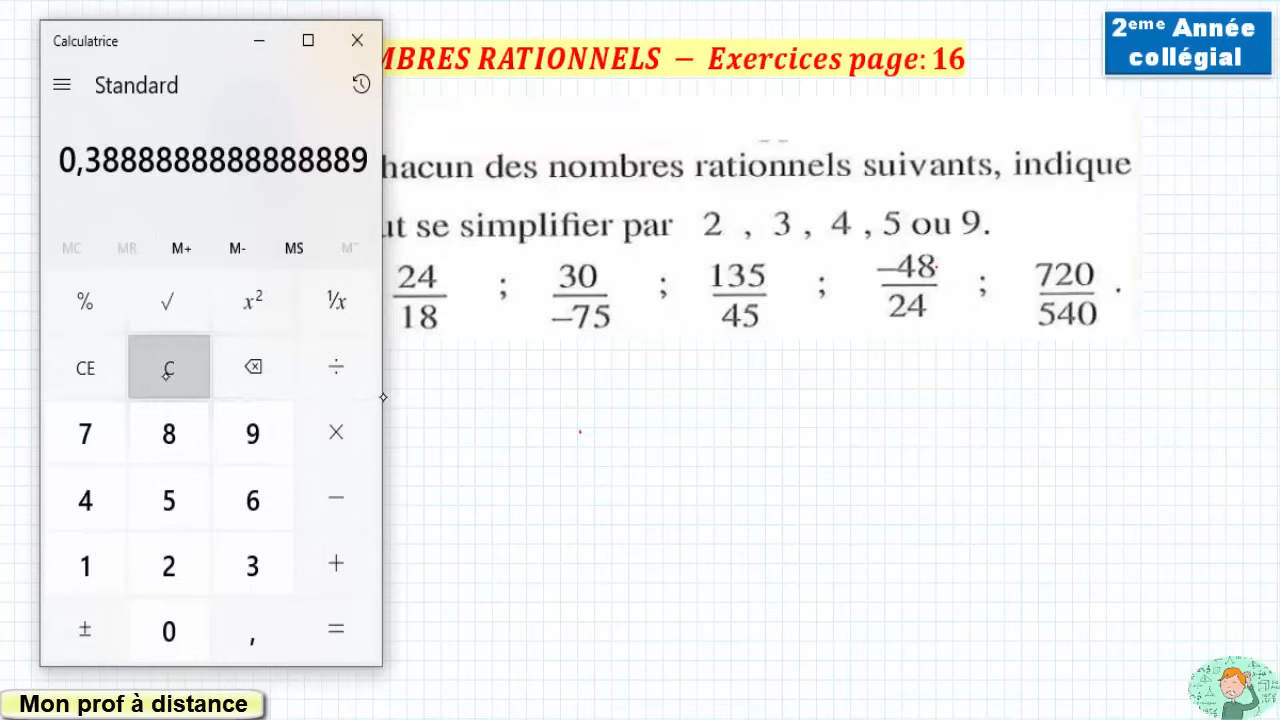 Calculatrice
Standard
0,3888888888888889
MC MR M+ M- MS
% √ x² ¹/x
CE C ÷
7 8 9 ×
4 5 6 −
1 2 3 +
± 0 , =
MBRES RATIONNELS − Exercices page: 16
2eme Année
collégial
hacun des nombres rationnels suivants, indique
ut se simplifier par 2 , 3 , 4 , 5 ou 9.
24/18 ; 30/–75 ; 135/45 ; –48/24 ; 720/540 .
Mon prof à distance